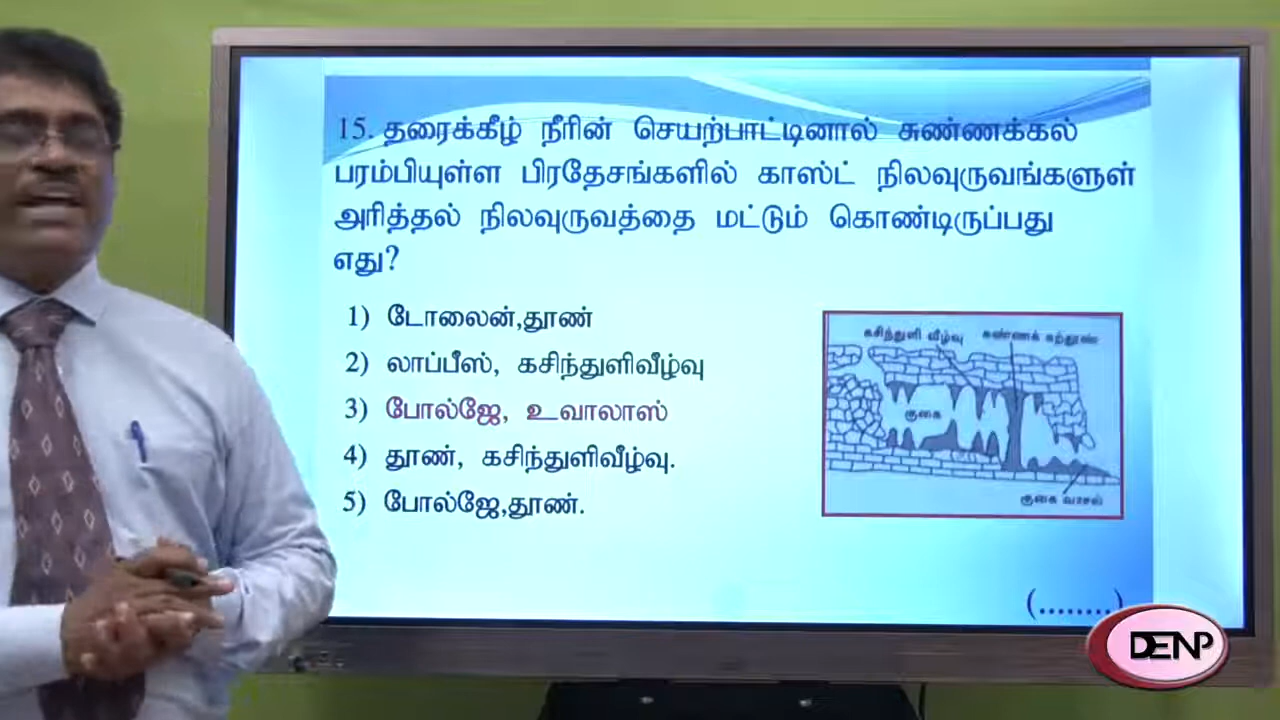 15. தரைக்கீழ் நீரின் செயற்பாட்டினால் சுண்ணக்கல்
பரம்பியுள்ள பிரதேசங்களில் காஸ்ட் நிலவுருவங்களுள்
அரித்தல் நிலவுருவத்தை மட்டும் கொண்டிருப்பது
எது?
1) டோலைன்,தூண்
2) லாப்பீஸ், கசிந்துளிவீழ்வு
3) போல்ஜே, உவாலாஸ்
4) தூண், கசிந்துளிவீழ்வு.
5) போல்ஜே,தூண்.
கசிந்துளி வீழ்வு சுண்ணக் கற்தூண்
குகை
குகை வாசல்
(........)
DENP